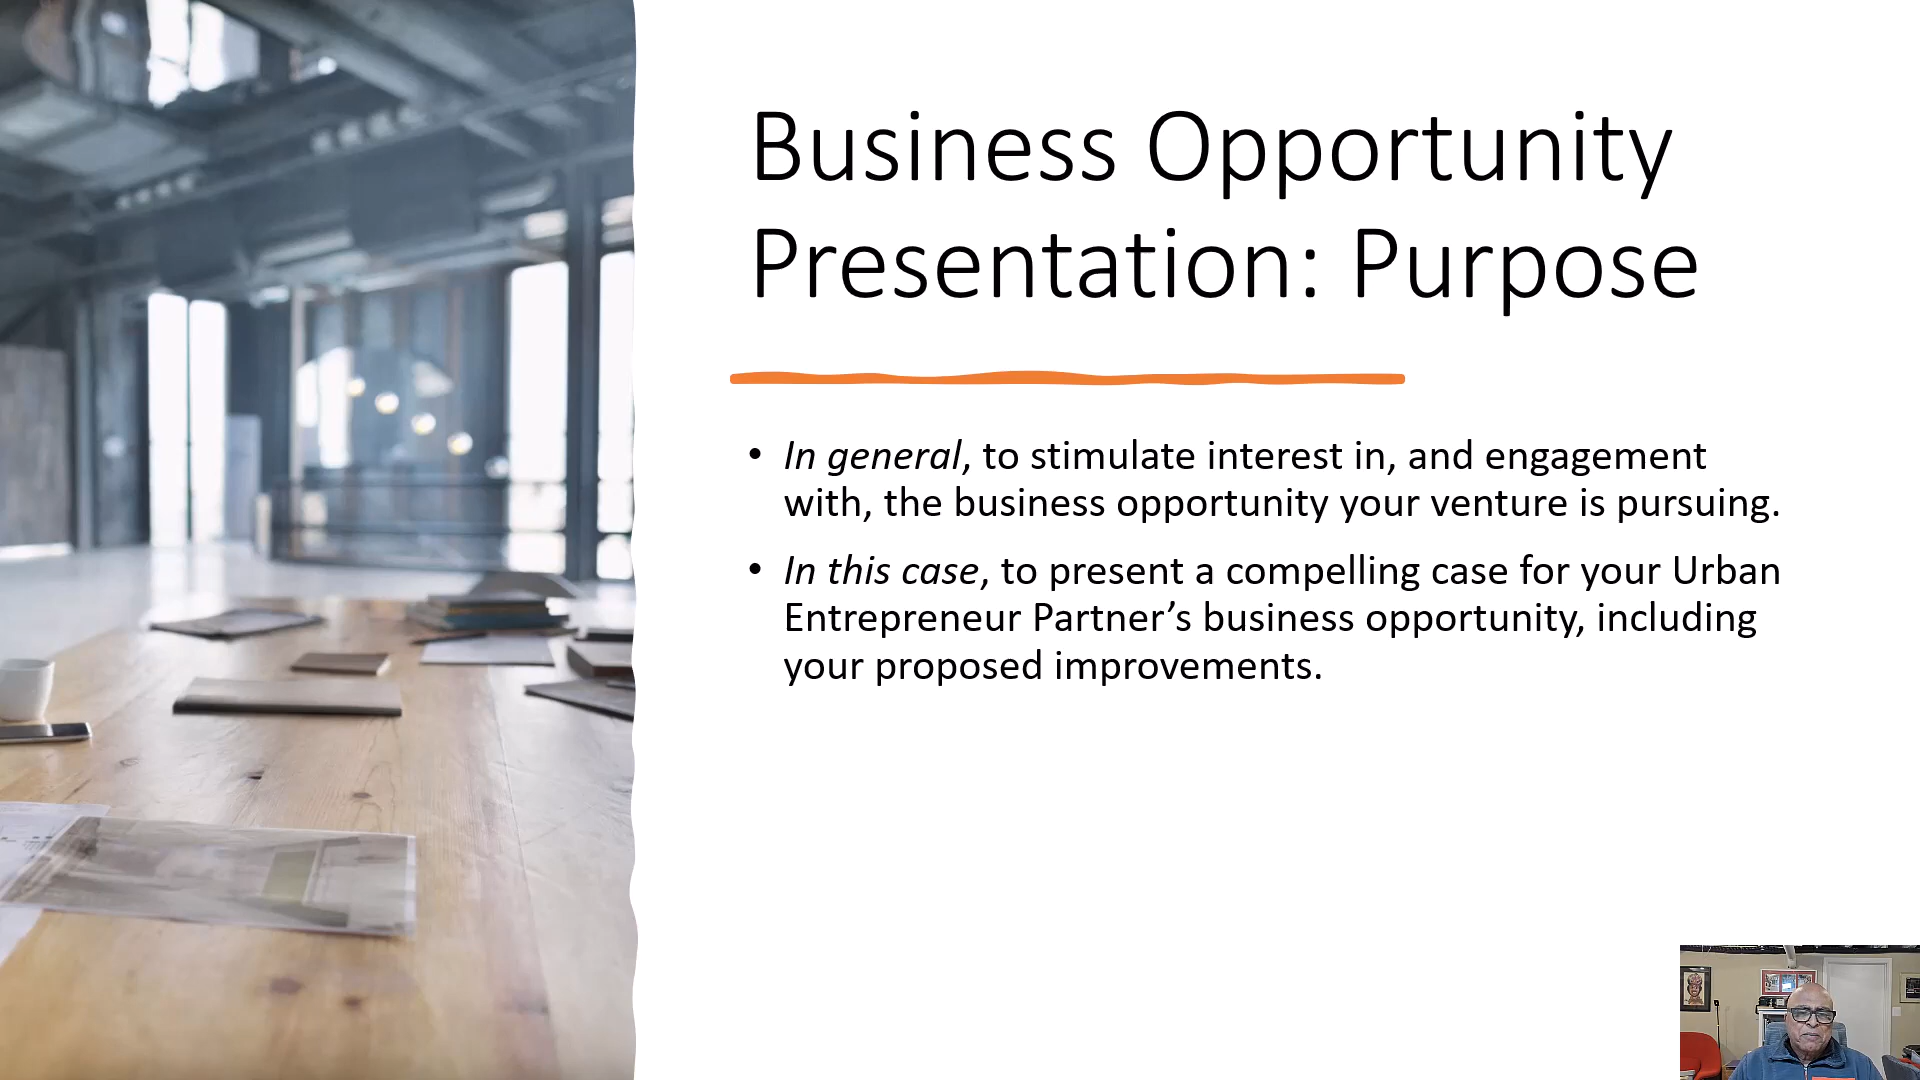 Business Opportunity
Presentation: Purpose
• In general, to stimulate interest in, and engagement
with, the business opportunity your venture is pursuing.
• In this case, to present a compelling case for your Urban
Entrepreneur Partner’s business opportunity, including
your proposed improvements.